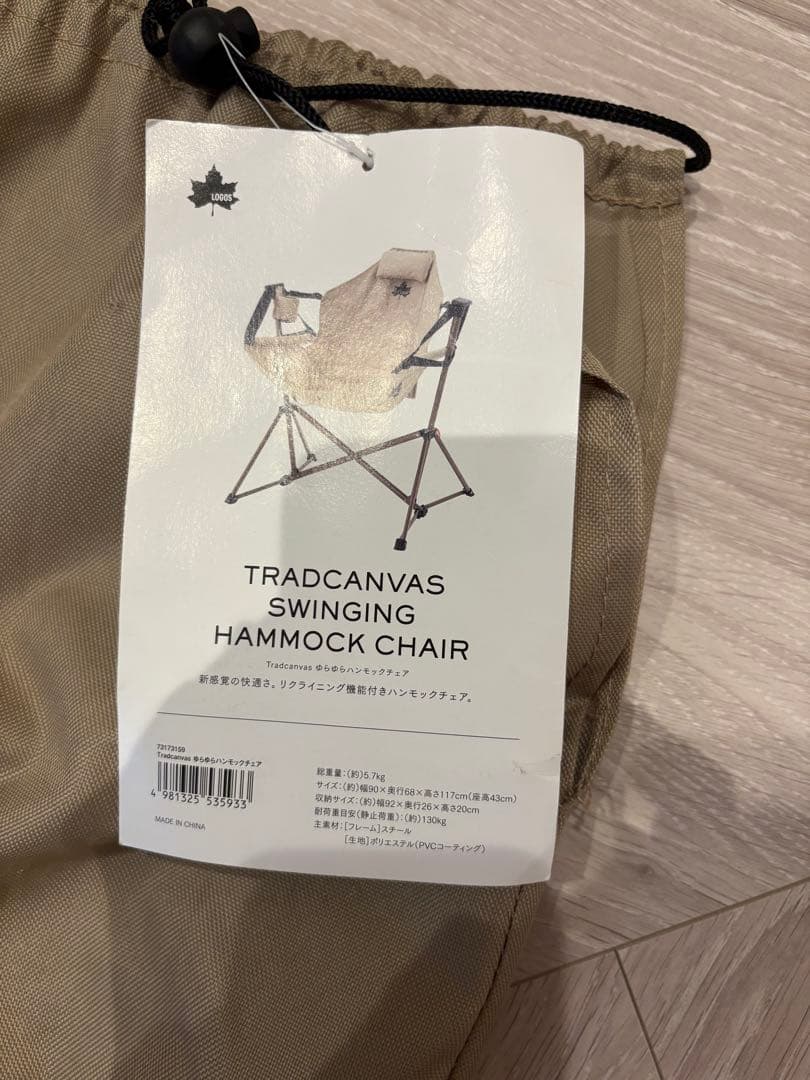 LOGOS
TRADCANVAS
SWINGING
HAMMOCK CHAIR
Tradcanvas ゆらゆらハンモックチェア
新感覚の快適さ。リクライニング機能付きハンモックチェア。
73173159
Tradcanvas ゆらゆらハンモックチェア
4 981325 535933
MADE IN CHINA
総重量:(約)5.7kg
サイズ:(約)幅90×奥行68×高さ117cm(座高43cm)
収納サイズ:(約)幅92×奥行26×高さ20cm
耐荷重目安(静止荷重):(約)130kg
主素材:[フレーム]スチール
[生地]ポリエステル(PVCコーティング)